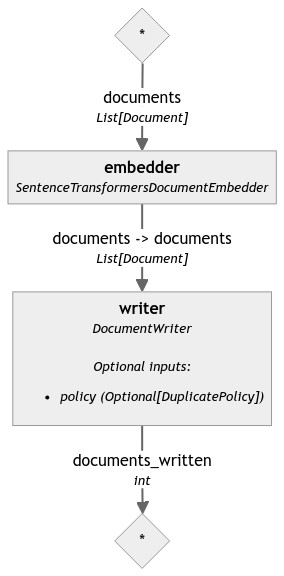 *
documents
List[Document]
embedder
SentenceTransformersDocumentEmbedder
documents -> documents
List[Document]
writer
DocumentWriter
Optional inputs:
• policy (Optional[DuplicatePolicy])
documents_written
int
*